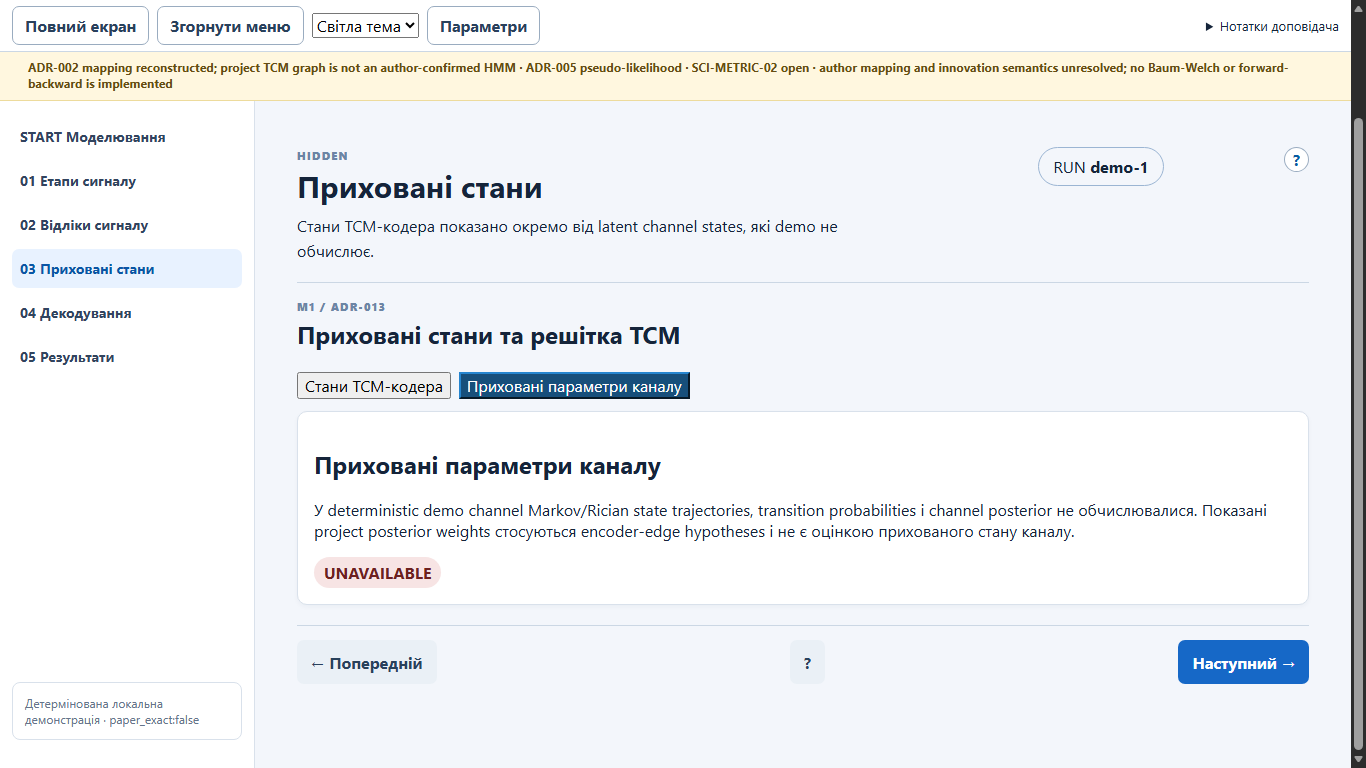 Повний екран
Згорнути меню
Світла тема
Параметри
▶ Нотатки доповідача
ADR-002 mapping reconstructed; project TCM graph is not an author-confirmed HMM · ADR-005 pseudo-likelihood · SCI-METRIC-02 open · author mapping and innovation semantics unresolved; no Baum-Welch or forward-
backward is implemented
START Моделювання
01 Етапи сигналу
02 Відліки сигналу
03 Приховані стани
04 Декодування
05 Результати
Детермінована локальна
демонстрація · paper_exact:false
HIDDEN
Приховані стани
Стани TCM-кодера показано окремо від latent channel states, які demo не
обчислює.
RUN demo-1
?
M1 / ADR-013
Приховані стани та решітка TCM
Стани TCM-кодера
Приховані параметри каналу
Приховані параметри каналу
У deterministic demo channel Markov/Rician state trajectories, transition probabilities і channel posterior не обчислювалися. Показані
project posterior weights стосуються encoder-edge hypotheses і не є оцінкою прихованого стану каналу.
UNAVAILABLE
← Попередній
?
Наступний →